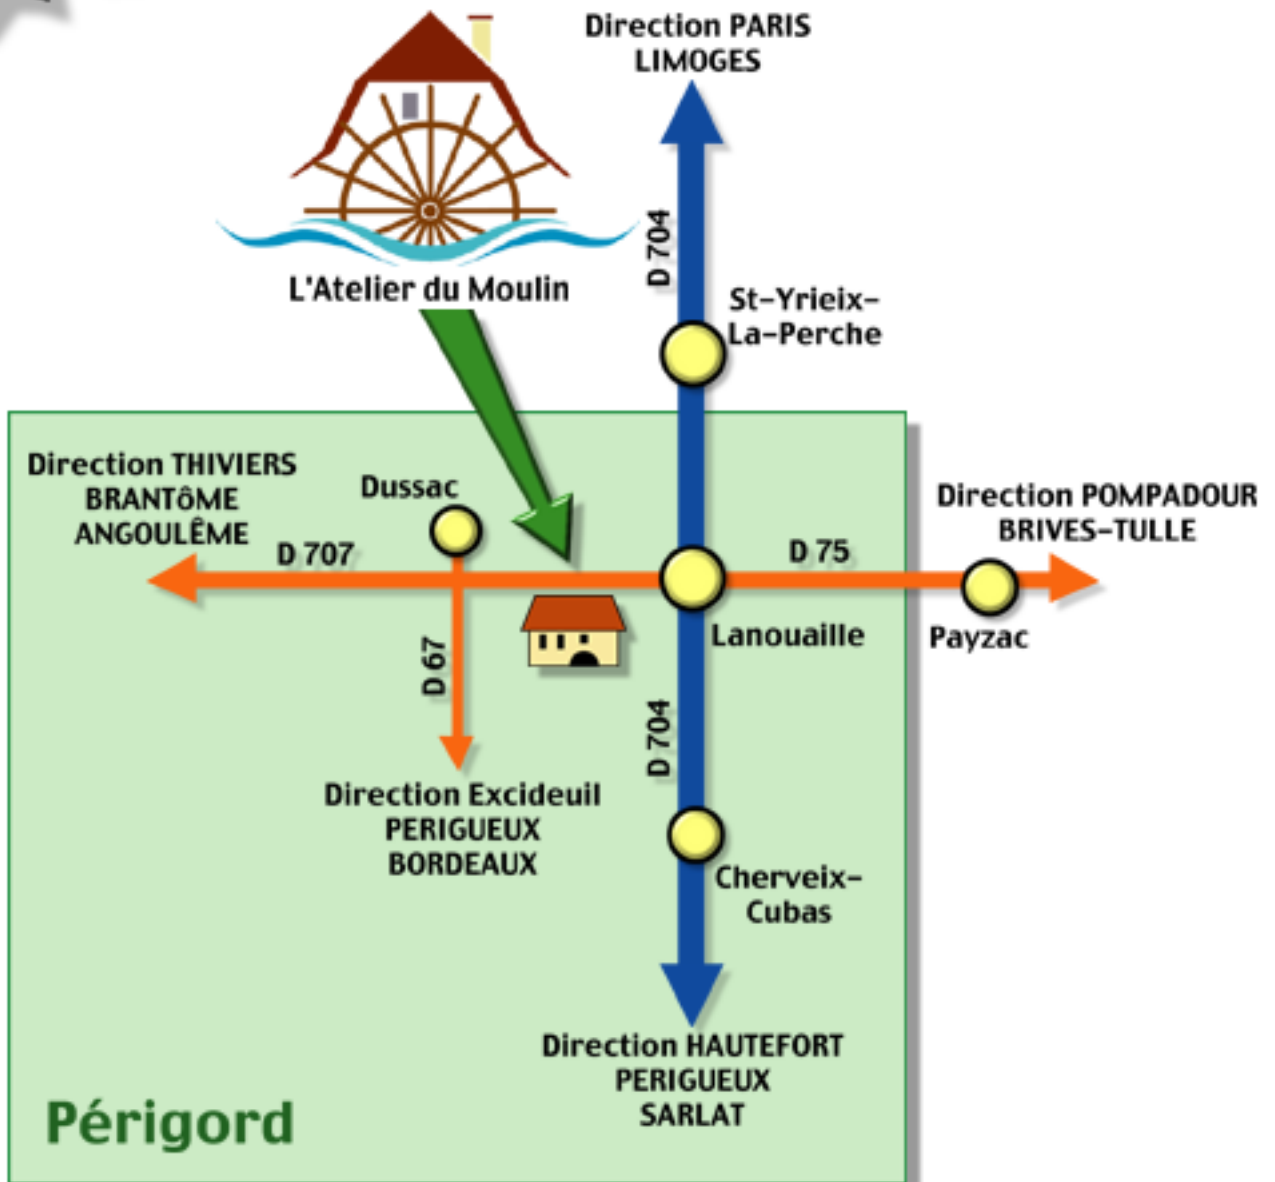 Direction PARIS
LIMOGES
D 704
L'Atelier du Moulin
St-Yrieix-
La-Perche
Direction THIVIERS
BRANTôME
ANGOULÊME
Dussac
D 707
D 75
Direction POMPADOUR
BRIVES-TULLE
Lanouaille
Payzac
D 67
D 704
Direction Excideuil
PERIGUEUX
BORDEAUX
Cherveix-
Cubas
Direction HAUTEFORT
PERIGUEUX
SARLAT
Périgord